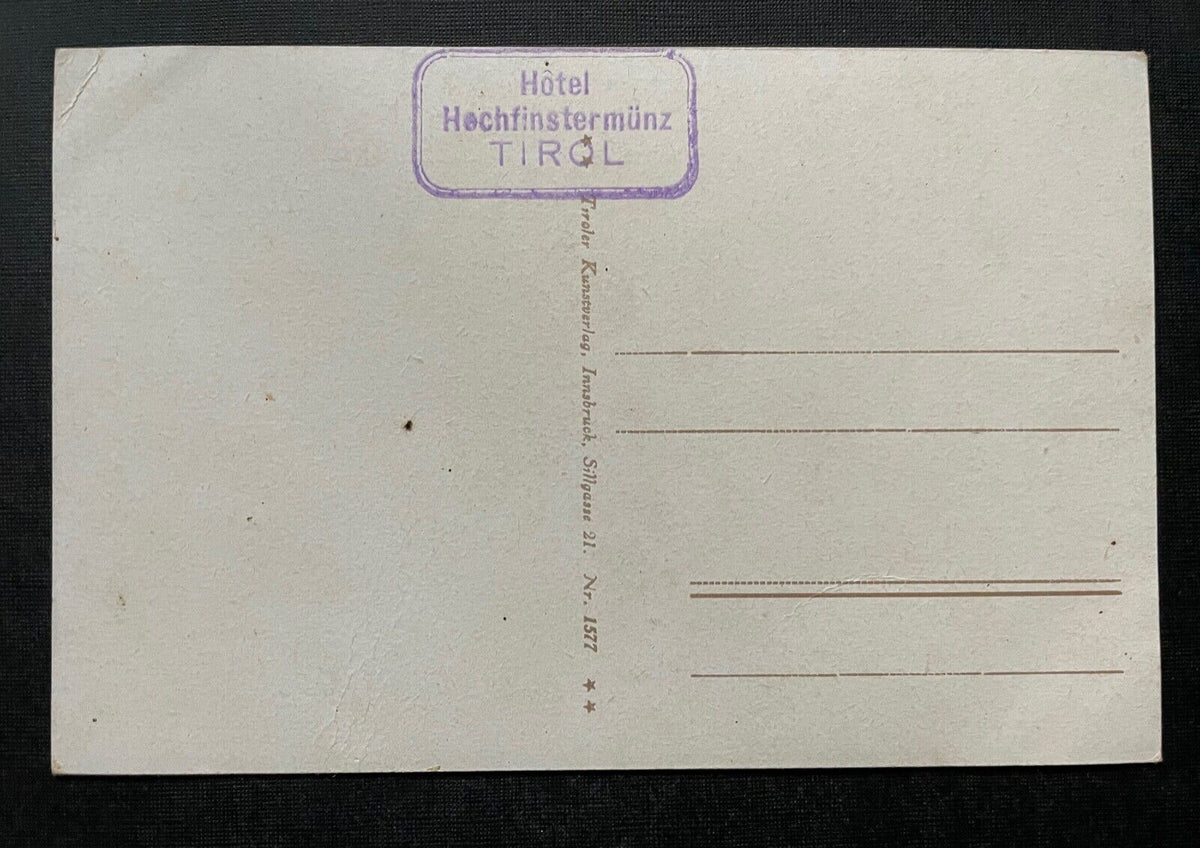 Hôtel
Hochfinstermünz
TIROL
Tiroler Kunstverlag, Innsbruck, Sillgasse 21. Nr. 1577